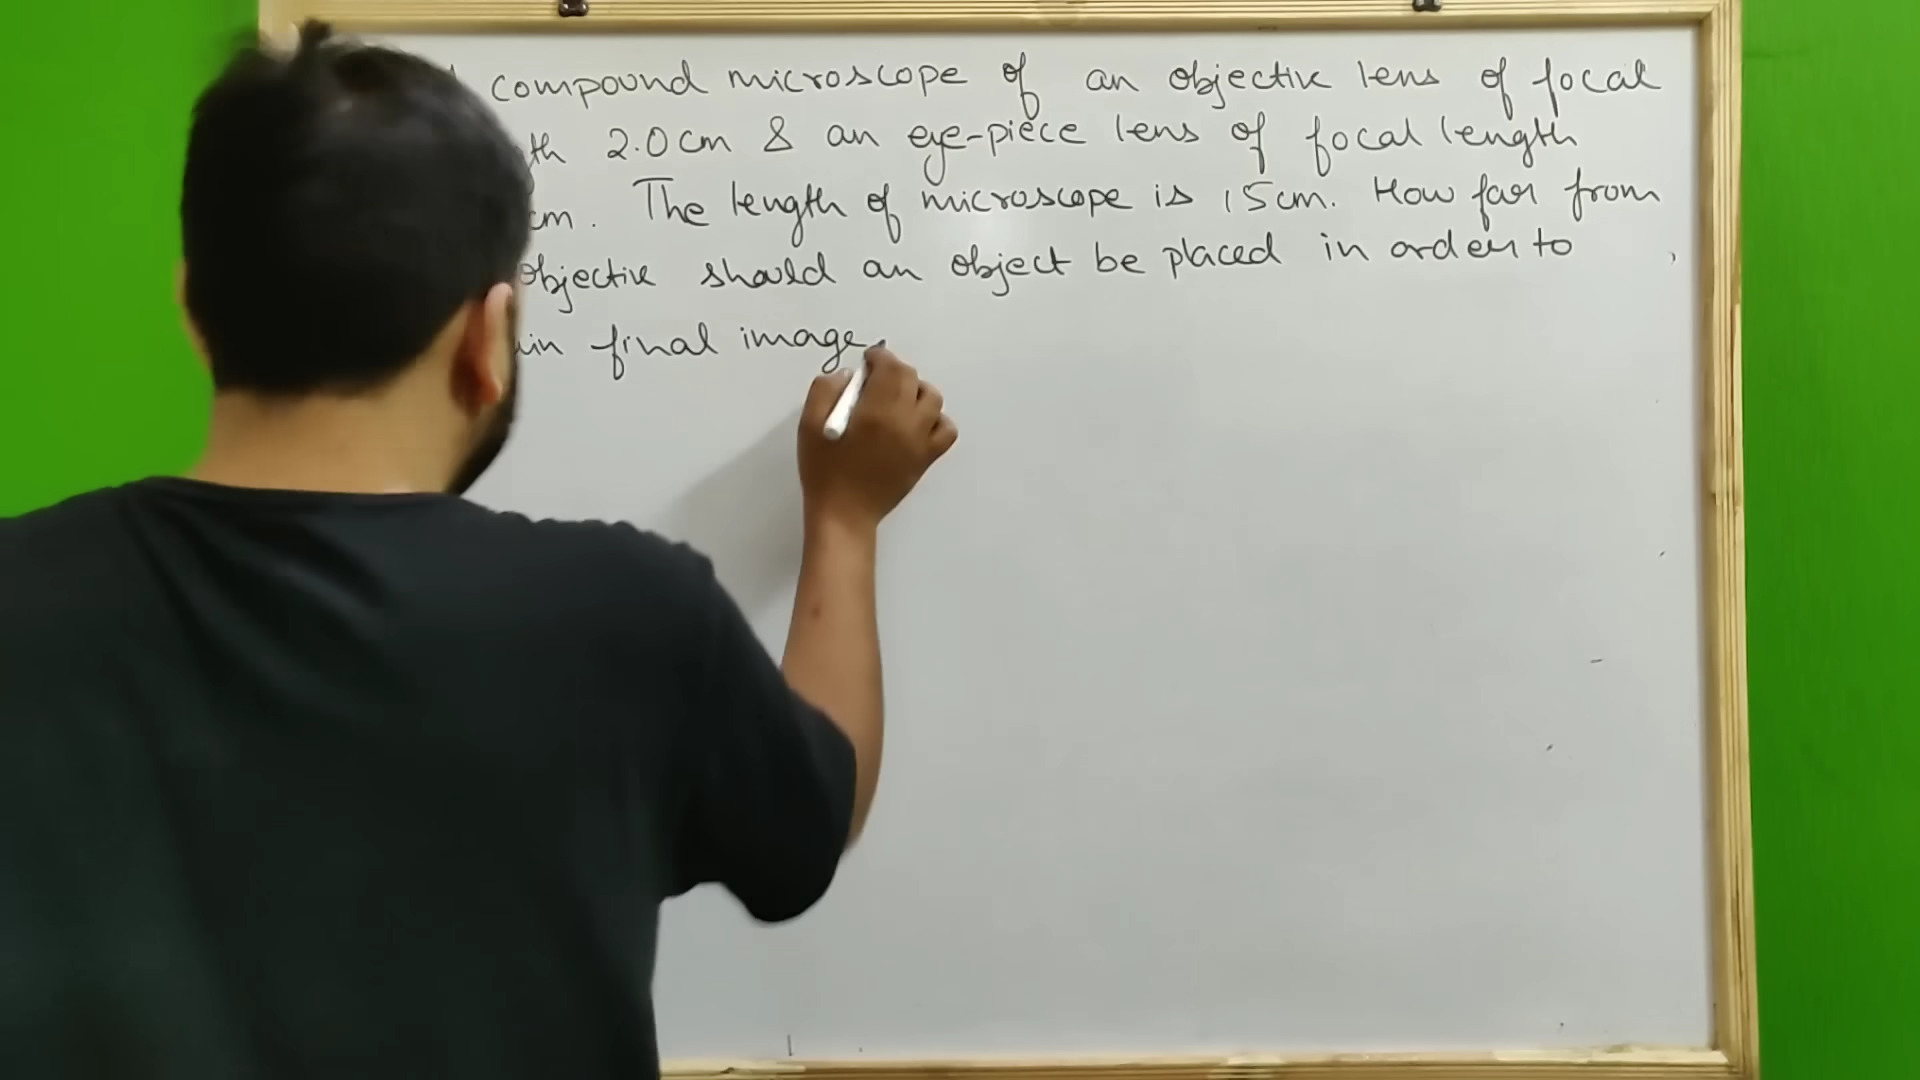 compound microscope of an objective lens of focal
th 2.0cm & an eye-piece lens of focal length
cm. The length of microscope is 15cm. How far from
objective should an object be placed in order to
in final image